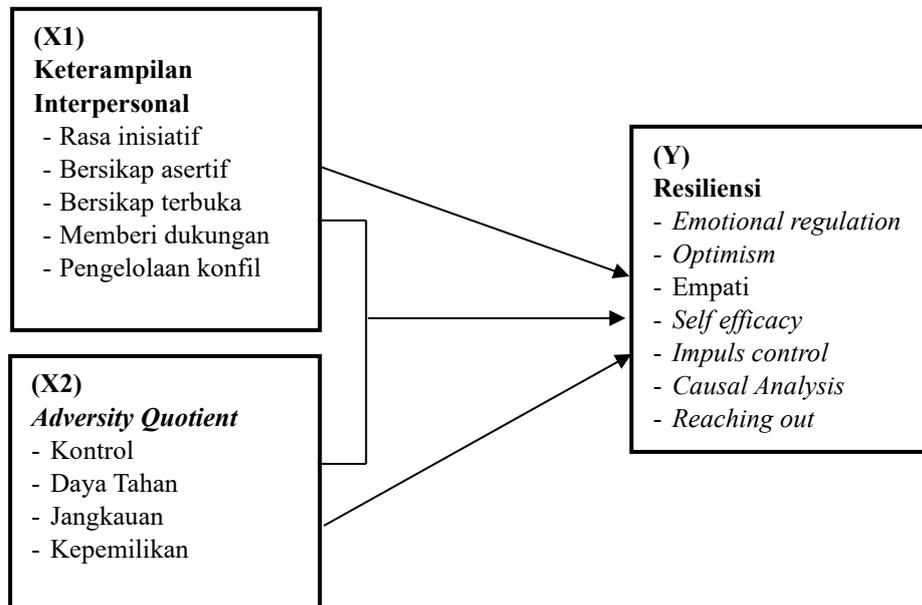 (X1)
Keterampilan
Interpersonal
- Rasa inisiatif
- Bersikap asertif
- Bersikap terbuka
- Memberi dukungan
- Pengelolaan konfil
(X2)
Adversity Quotient
- Kontrol
- Daya Tahan
- Jangkauan
- Kepemilikan
(Y)
Resiliensi
- Emotional regulation
- Optimism
- Empati
- Self efficacy
- Impuls control
- Causal Analysis
- Reaching out